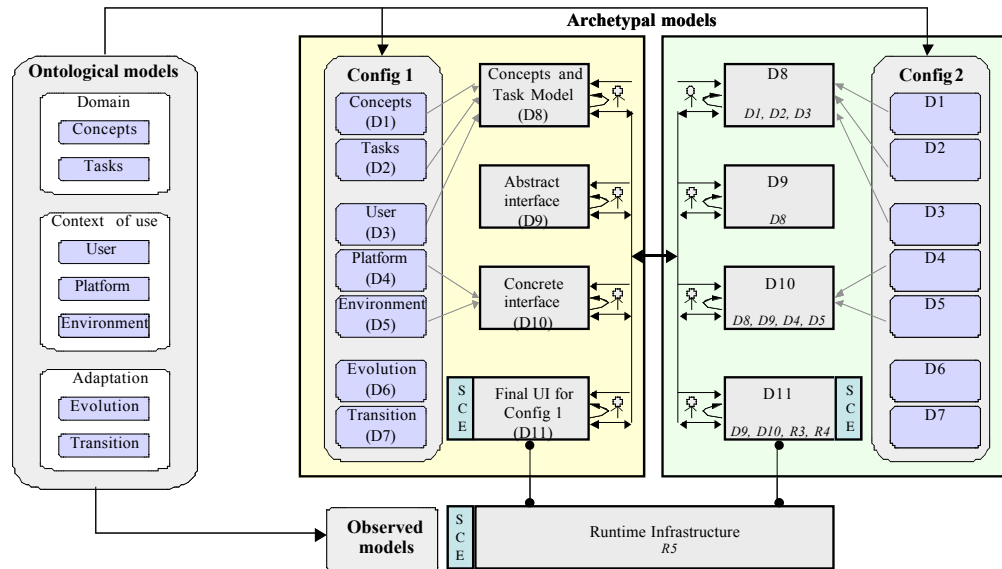 Archetypal models
Ontological models
Domain
Concepts
Tasks
Context of use
User
Platform
Environment
Adaptation
Evolution
Transition
Config 1
Concepts
(D1)
Tasks
(D2)
User
(D3)
Platform
(D4)
Environment
(D5)
Evolution
(D6)
Transition
(D7)
Concepts and
Task Model
(D8)
Abstract
interface
(D9)
Concrete
interface
(D10)
S
C
E
Final UI for
Config 1
(D11)
D8
D1, D2, D3
D9
D8
D10
D8, D9, D4, D5
D11
D9, D10, R3, R4
S
C
E
Config 2
D1
D2
D3
D4
D5
D6
D7
Observed
models
S
C
E
Runtime Infrastructure
R5